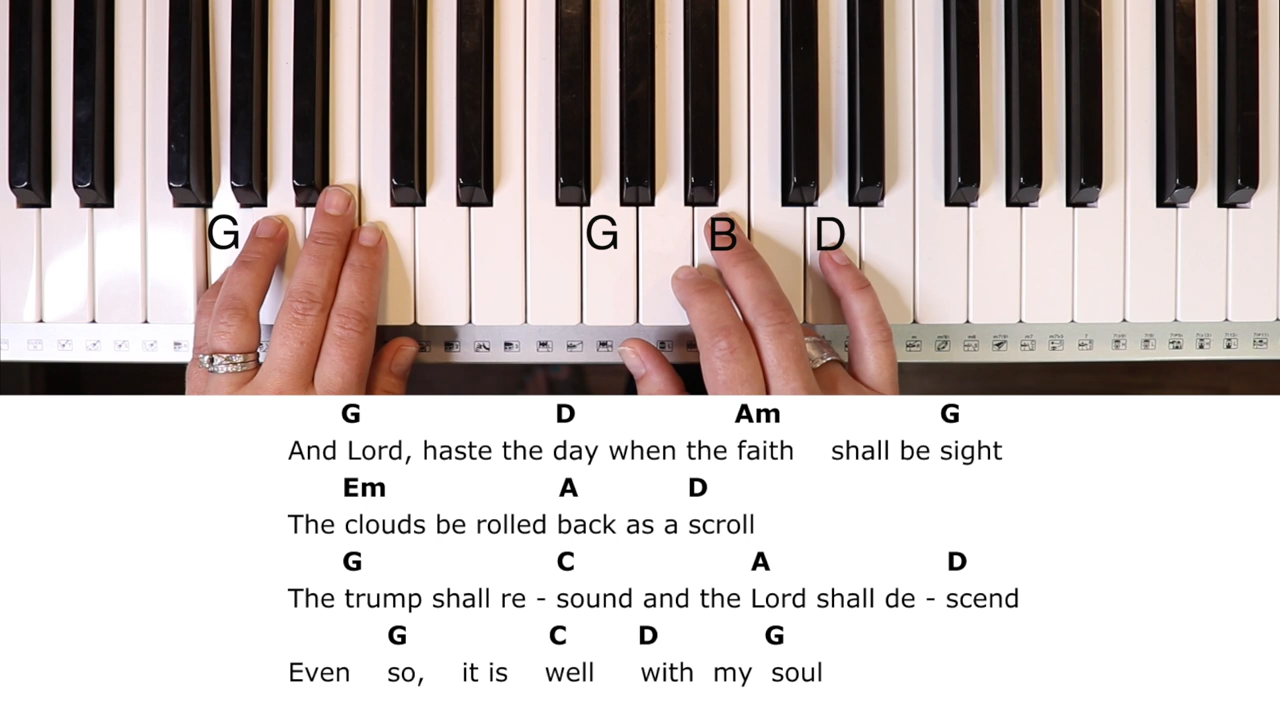 G G B D
G D Am G
And Lord, haste the day when the faith shall be sight
Em A D
The clouds be rolled back as a scroll
G C A D
The trump shall re - sound and the Lord shall de - scend
G C D G
Even so, it is well with my soul